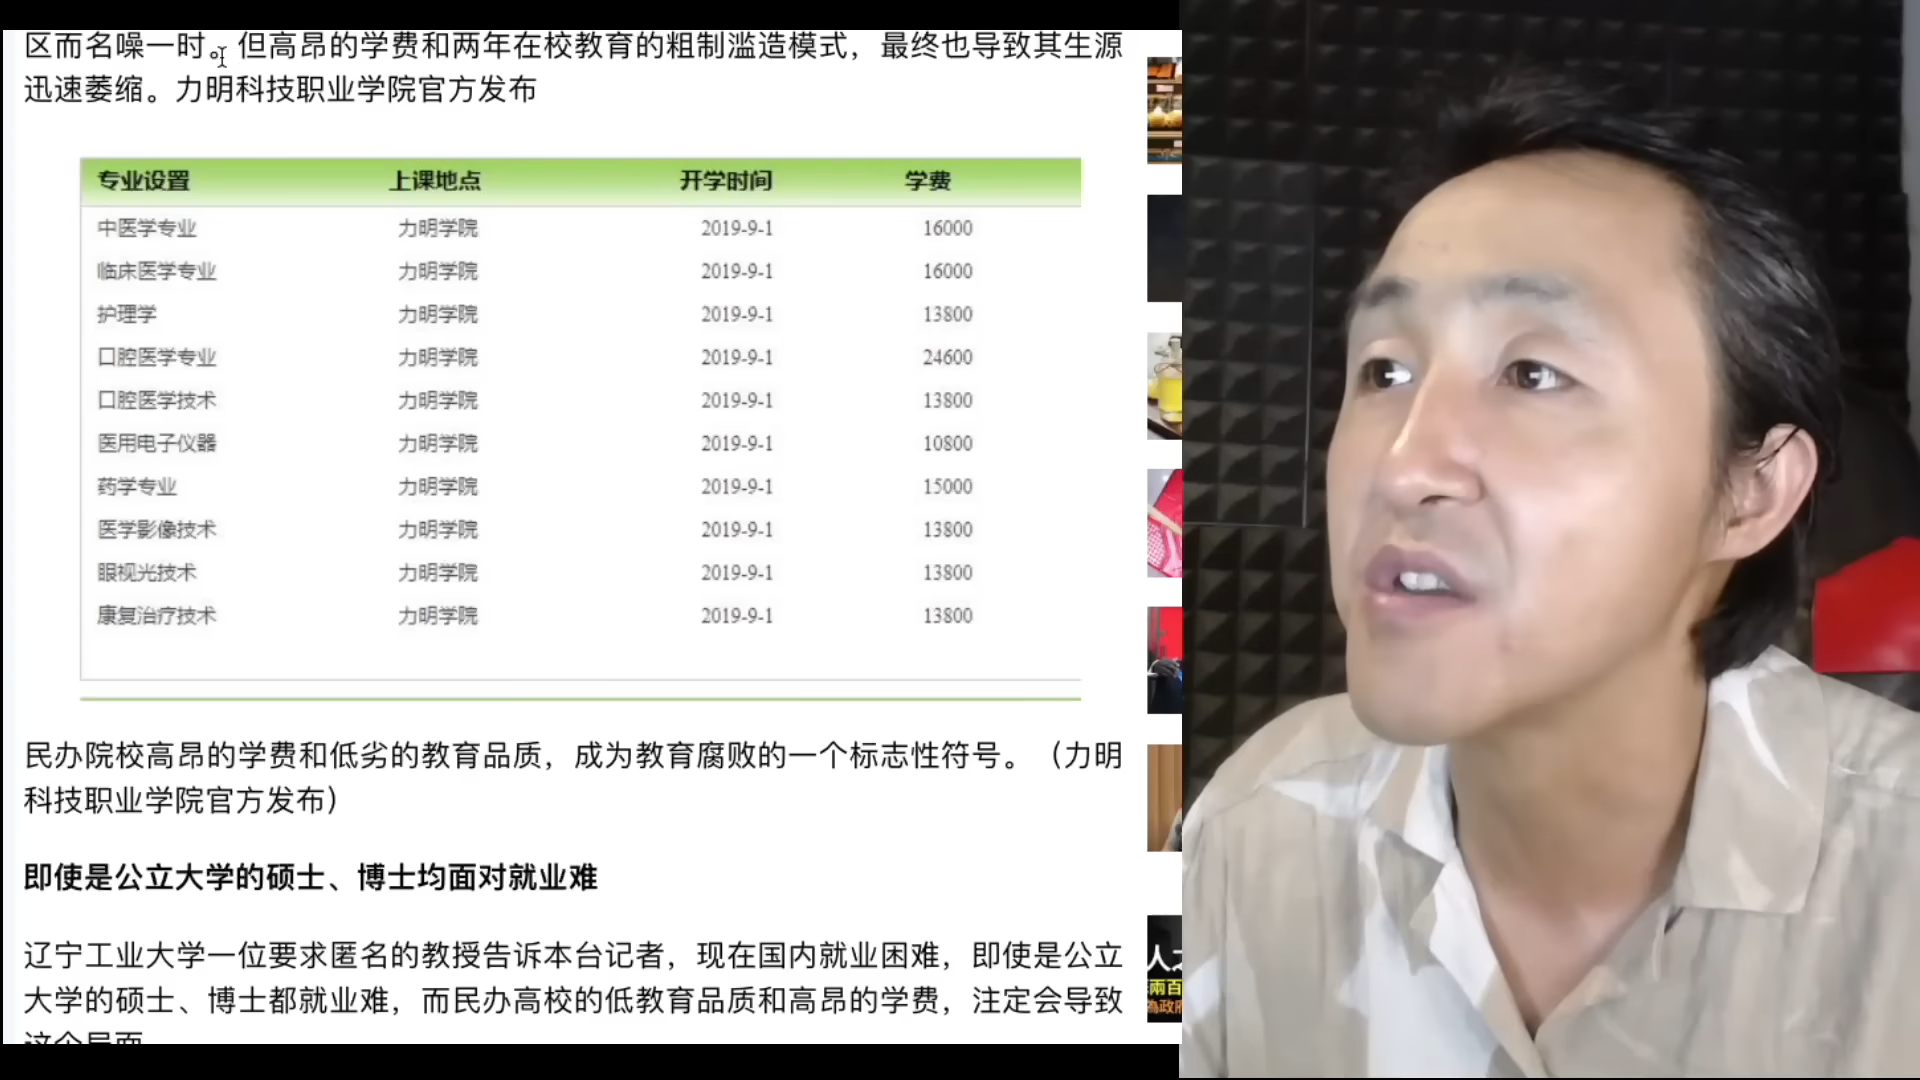 区而名噪一时。但高昂的学费和两年在校教育的粗制滥造模式，最终也导致其生源
迅速萎缩。力明科技职业学院官方发布
专业设置 上课地点 开学时间 学费
中医学专业 力明学院 2019-9-1 16000
临床医学专业 力明学院 2019-9-1 16000
护理学 力明学院 2019-9-1 13800
口腔医学专业 力明学院 2019-9-1 24600
口腔医学技术 力明学院 2019-9-1 13800
医用电子仪器 力明学院 2019-9-1 10800
药学专业 力明学院 2019-9-1 15000
医学影像技术 力明学院 2019-9-1 13800
眼视光技术 力明学院 2019-9-1 13800
康复治疗技术 力明学院 2019-9-1 13800
民办院校高昂的学费和低劣的教育品质，成为教育腐败的一个标志性符号。（力明
科技职业学院官方发布）
即使是公立大学的硕士、博士均面对就业难
辽宁工业大学一位要求匿名的教授告诉本台记者，现在国内就业困难，即使是公立
大学的硕士、博士都就业难，而民办高校的低教育品质和高昂的学费，注定会导致
这个局面
兩百
為政府